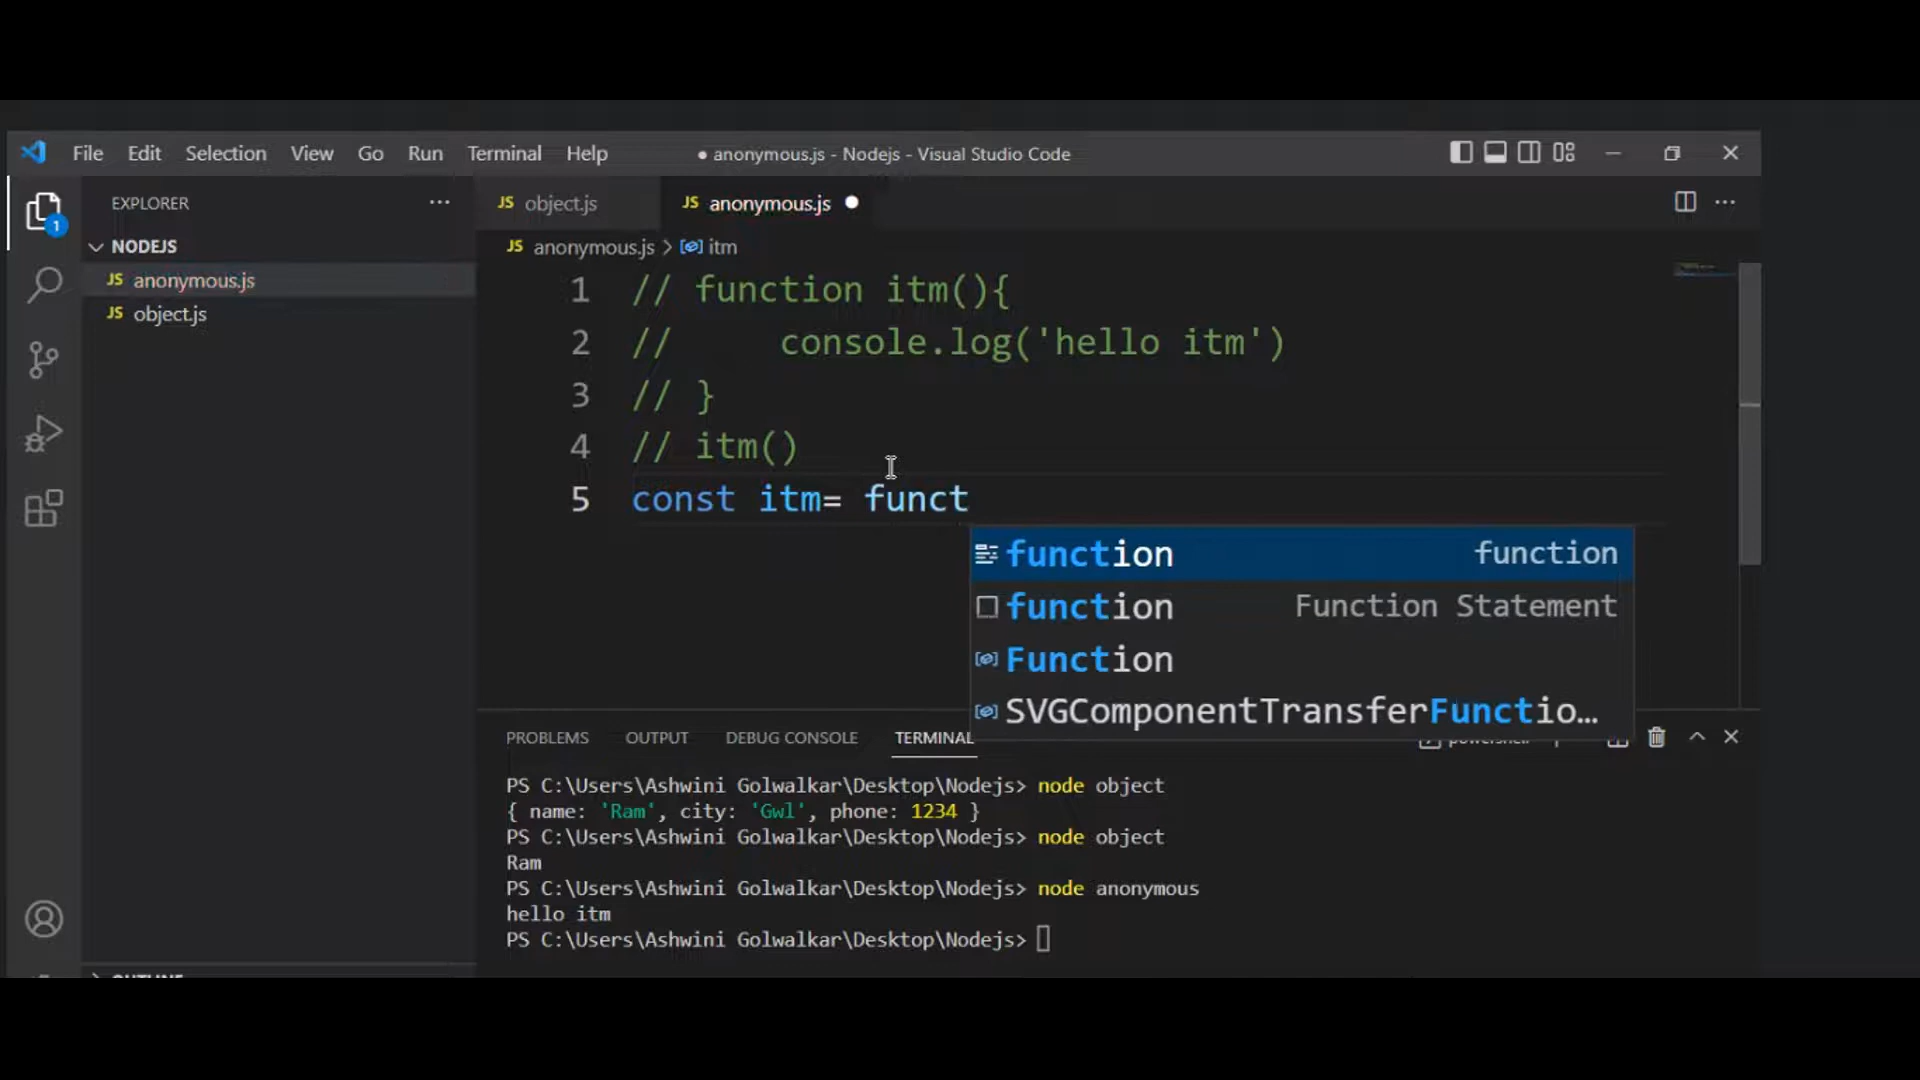 File Edit Selection View Go Run Terminal Help ● anonymous.js - Nodejs - Visual Studio Code
EXPLORER ···
JS object.js JS anonymous.js ●
NODEJS
JS anonymous.js > itm
JS anonymous.js
JS object.js
1
1 // function itm(){
2 // console.log('hello itm')
3 // }
4 // itm()
5 const itm= funct
function function
function Function Statement
Function
SVGComponentTransferFunctio…
PROBLEMS OUTPUT DEBUG CONSOLE TERMINAL
PS C:\Users\Ashwini Golwalkar\Desktop\Nodejs> node object
{ name: 'Ram', city: 'Gwl', phone: 1234 }
PS C:\Users\Ashwini Golwalkar\Desktop\Nodejs> node object
Ram
PS C:\Users\Ashwini Golwalkar\Desktop\Nodejs> node anonymous
hello itm
PS C:\Users\Ashwini Golwalkar\Desktop\Nodejs>